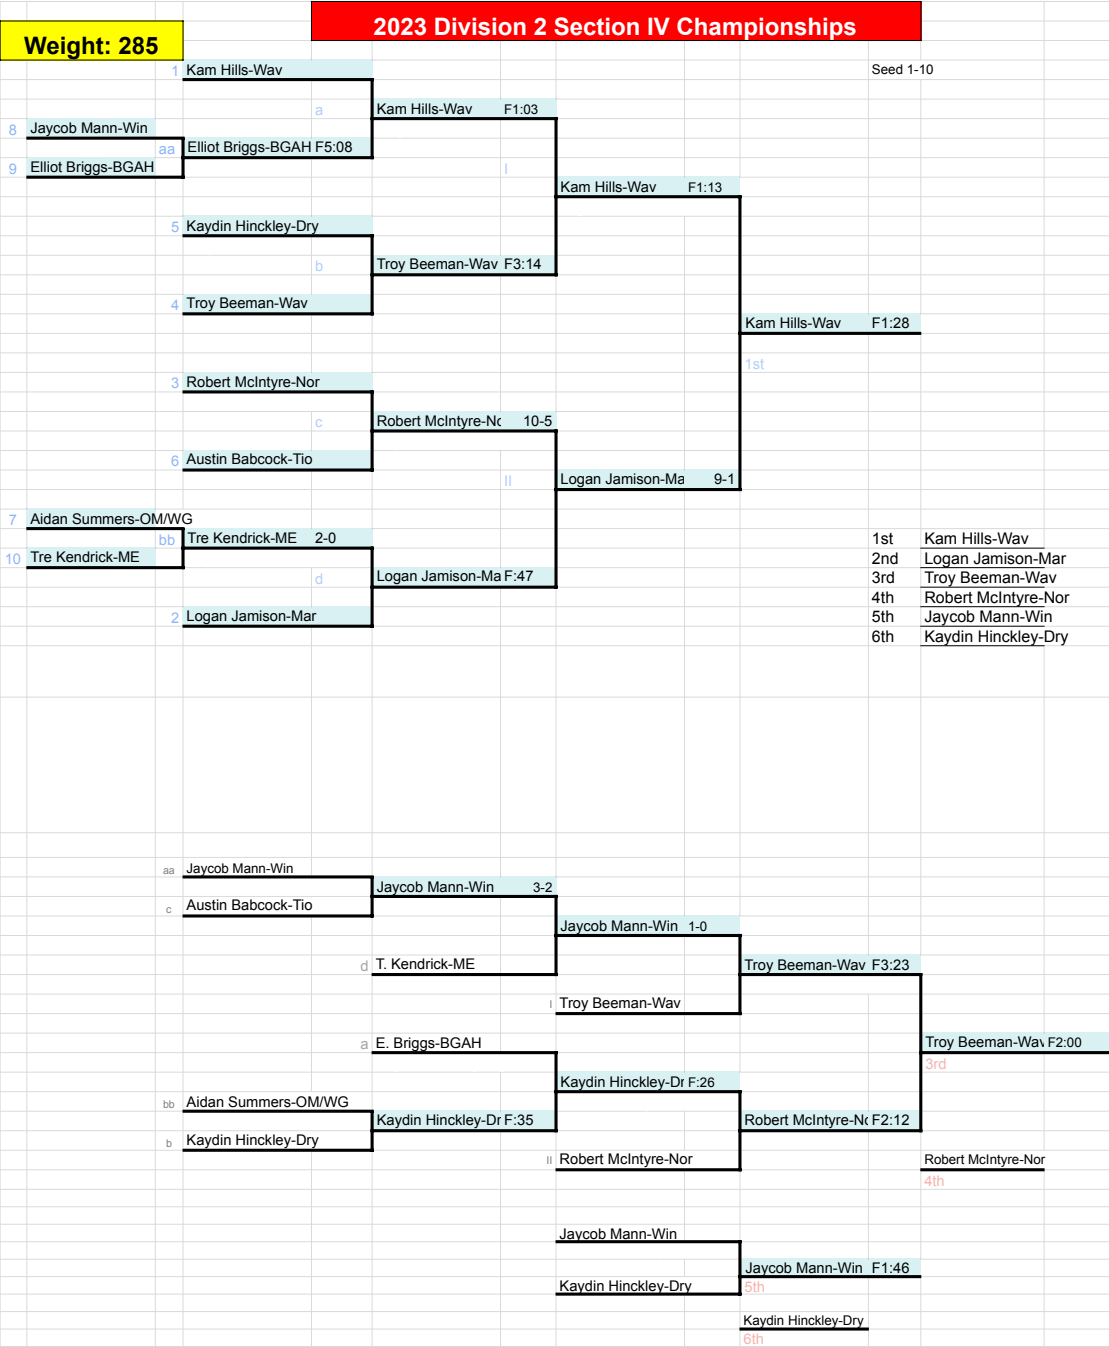 2023 Division 2 Section IV Championships
Weight: 285
1 Kam Hills-Wav
Seed 1-10
a
Kam Hills-Wav F1:03
8 Jaycob Mann-Win
aa
Elliot Briggs-BGAH F5:08
9 Elliot Briggs-BGAH
I
Kam Hills-Wav F1:13
5 Kaydin Hinckley-Dry
b
Troy Beeman-Wav F3:14
4 Troy Beeman-Wav
Kam Hills-Wav F1:28
1st
3 Robert McIntyre-Nor
c
Robert McIntyre-Nc 10-5
6 Austin Babcock-Tio
II
Logan Jamison-Ma 9-1
7 Aidan Summers-OM/WG
bb
Tre Kendrick-ME 2-0
10 Tre Kendrick-ME
d
Logan Jamison-Ma F:47
2 Logan Jamison-Mar
1st Kam Hills-Wav
2nd Logan Jamison-Mar
3rd Troy Beeman-Wav
4th Robert McIntyre-Nor
5th Jaycob Mann-Win
6th Kaydin Hinckley-Dry
aa Jaycob Mann-Win
Jaycob Mann-Win 3-2
c Austin Babcock-Tio
Jaycob Mann-Win 1-0
d T. Kendrick-ME
Troy Beeman-Wav F3:23
I Troy Beeman-Wav
a E. Briggs-BGAH
Troy Beeman-Wav F2:00
3rd
Kaydin Hinckley-Dr F:26
bb Aidan Summers-OM/WG
Kaydin Hinckley-Dr F:35
Robert McIntyre-Nc F2:12
b Kaydin Hinckley-Dry
II Robert McIntyre-Nor
Robert McIntyre-Nor
4th
Jaycob Mann-Win
Jaycob Mann-Win F1:46
Kaydin Hinckley-Dry
5th
Kaydin Hinckley-Dry
6th